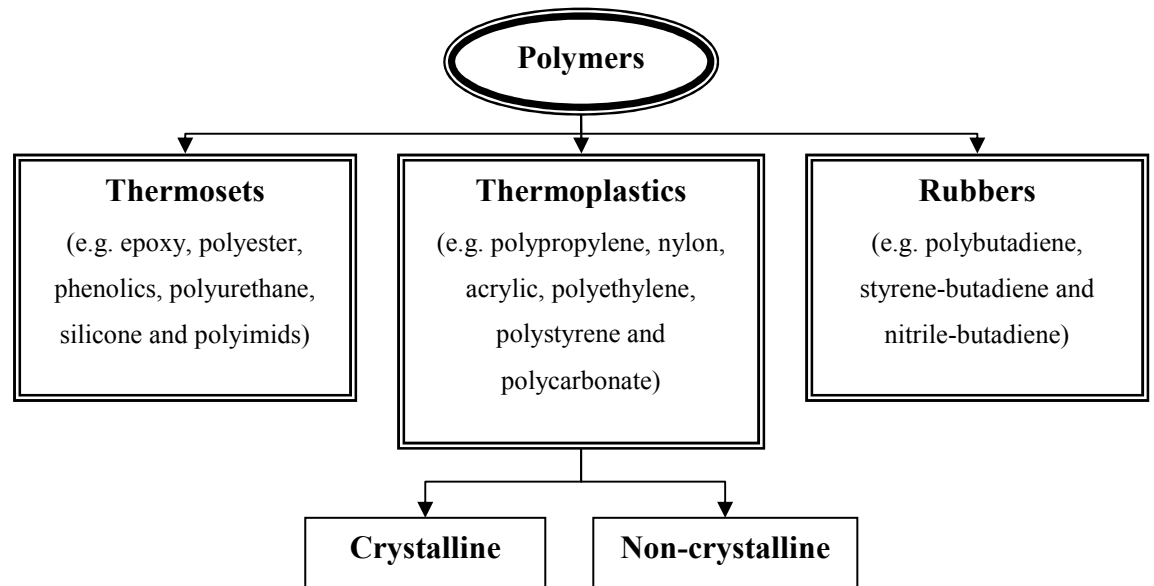 Polymers
Thermosets
(e.g. epoxy, polyester,
phenolics, polyurethane,
silicone and polyimids)
Thermoplastics
(e.g. polypropylene, nylon,
acrylic, polyethylene,
polystyrene and
polycarbonate)
Rubbers
(e.g. polybutadiene,
styrene-butadiene and
nitrile-butadiene)
Crystalline
Non-crystalline